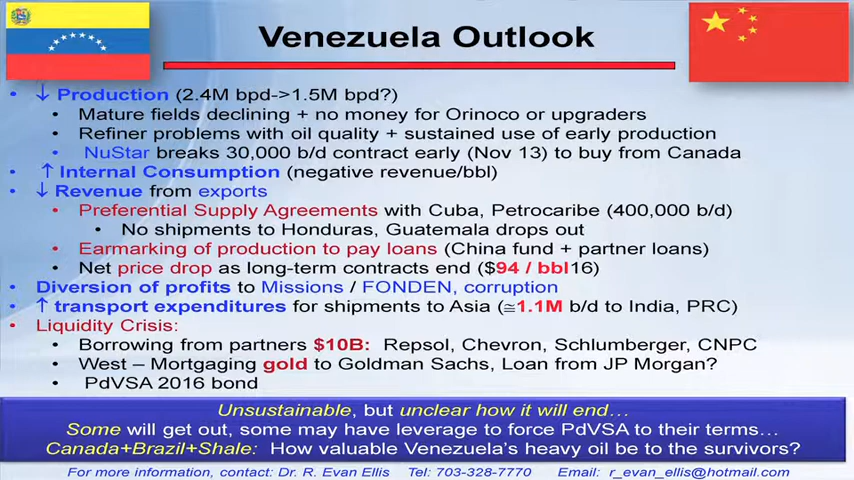 Venezuela Outlook
• ↓ Production (2.4M bpd->1.5M bpd?)
• Mature fields declining + no money for Orinoco or upgraders
• Refiner problems with oil quality + sustained use of early production
• NuStar breaks 30,000 b/d contract early (Nov 13) to buy from Canada
• ↑ Internal Consumption (negative revenue/bbl)
• ↓ Revenue from exports
• Preferential Supply Agreements with Cuba, Petrocaribe (400,000 b/d)
• No shipments to Honduras, Guatemala drops out
• Earmarking of production to pay loans (China fund + partner loans)
• Net price drop as long-term contracts end ($94 / bbl16)
• Diversion of profits to Missions / FONDEN, corruption
• ↑ transport expenditures for shipments to Asia (≅1.1M b/d to India, PRC)
• Liquidity Crisis:
• Borrowing from partners $10B: Repsol, Chevron, Schlumberger, CNPC
• West – Mortgaging gold to Goldman Sachs, Loan from JP Morgan?
• PdVSA 2016 bond
Unsustainable, but unclear how it will end…
Some will get out, some may have leverage to force PdVSA to their terms…
Canada+Brazil+Shale: How valuable Venezuela's heavy oil be to the survivors?
For more information, contact: Dr. R. Evan Ellis Tel: 703-328-7770 Email: r_evan_ellis@hotmail.com